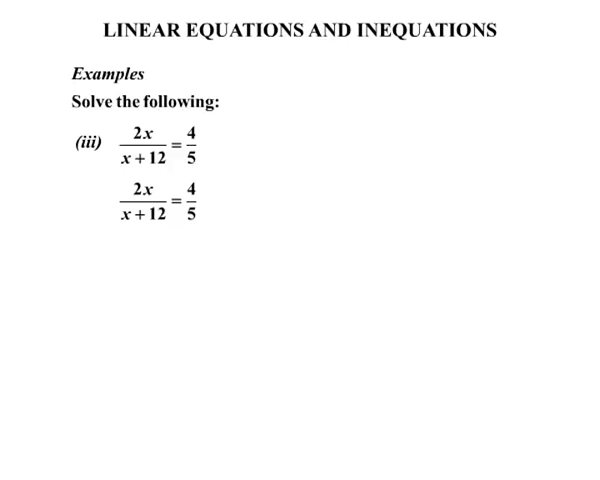 LINEAR EQUATIONS AND INEQUATIONS
Examples
Solve the following:
(iii) 2x/(x + 12) = 4/5
2x/(x + 12) = 4/5